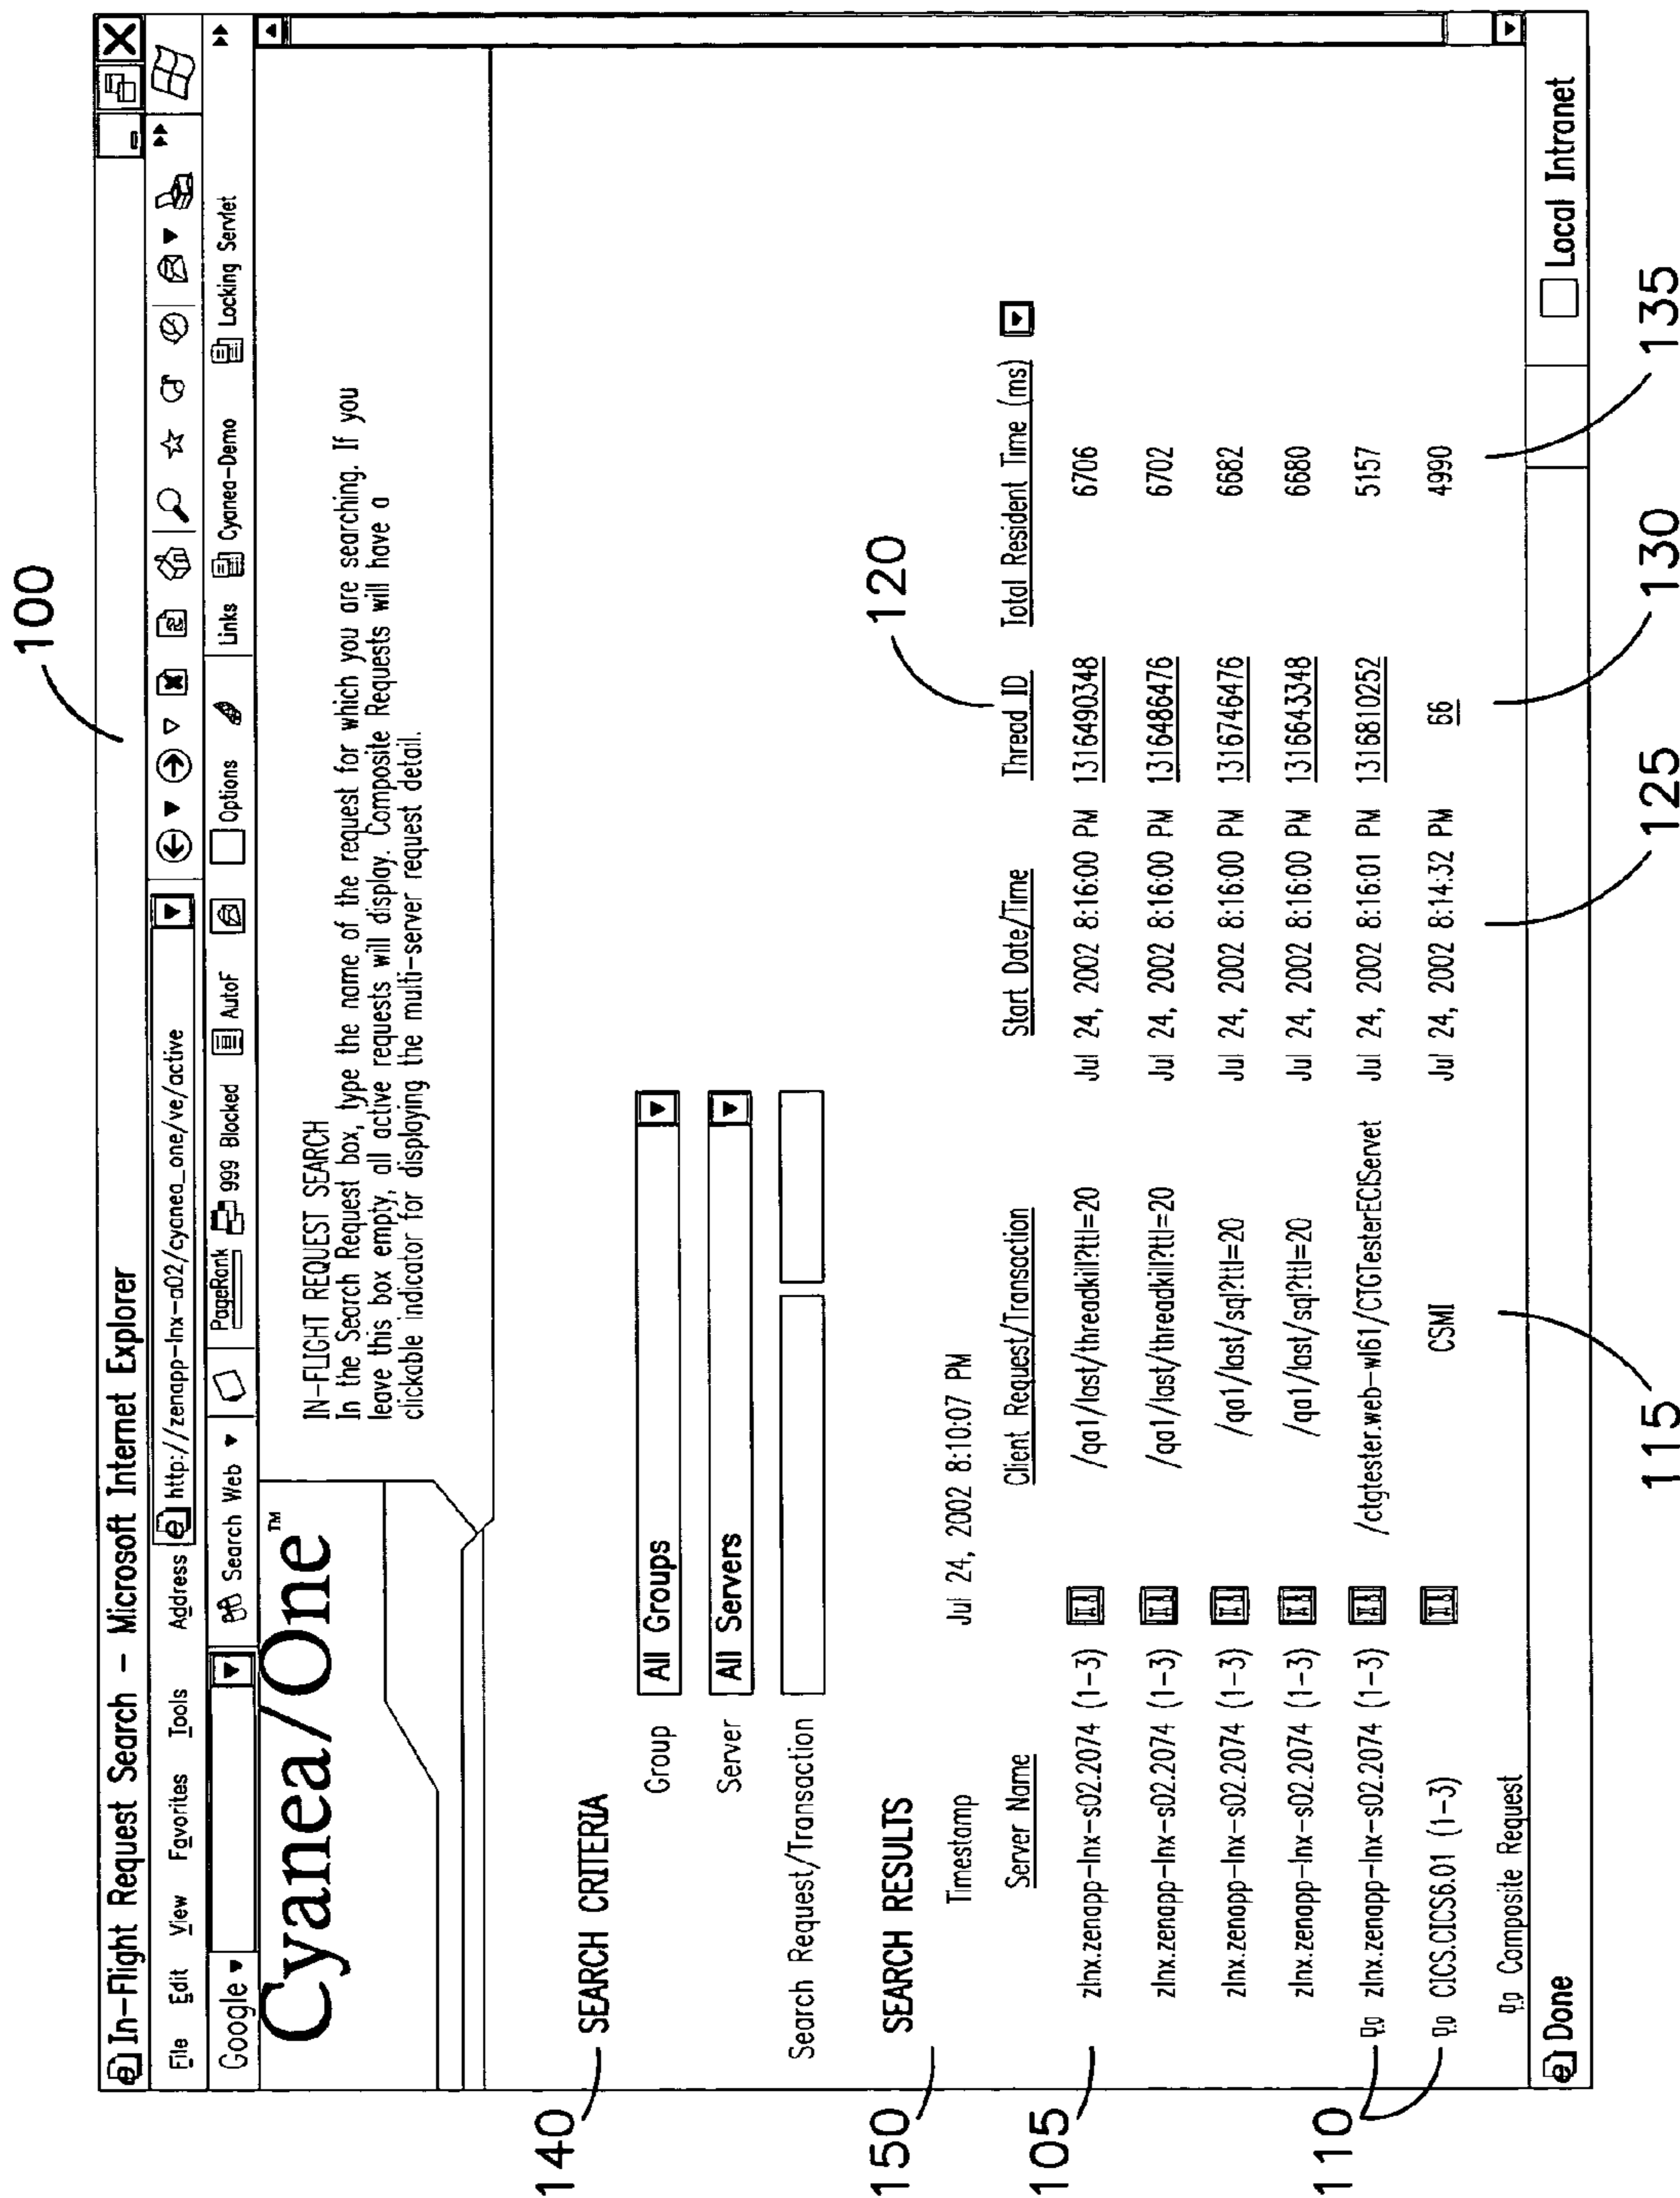 100
In-Flight Request Search - Microsoft Internet Explorer
File Edit View Favorites Tools Address http://zenapp-lnx-a02/cyanea_one/ve/active
Google Search Web PageRank 999 Blocked AutoF Options Links Cyanea-Demo Locking Servlet
Cyanea/One™
IN-FLIGHT REQUEST SEARCH
In the Search Request box, type the name of the request for which you are searching. If you
leave this box empty, all active requests will display. Composite Requests will have a
clickable indicator for displaying the multi-server request detail.
140
SEARCH CRITERIA
Group All Groups
Server All Servers
Search Request/Transaction
150
SEARCH RESULTS
120
Timestamp Jul 24, 2002 8:10:07 PM
Server Name Client Request/Transaction Start Date/Time Thread ID Total Resident Time (ms)
105
zlnx.zenapp-lnx-s02.2074 (1-3) /qa1/last/threadkill?ttl=20 Jul 24, 2002 8:16:00 PM 1316490348 6706
zlnx.zenapp-lnx-s02.2074 (1-3) /qa1/last/threadkill?ttl=20 Jul 24, 2002 8:16:00 PM 1316486476 6702
zlnx.zenapp-lnx-s02.2074 (1-3) /qa1/last/sql?ttl=20 Jul 24, 2002 8:16:00 PM 1316746476 6682
zlnx.zenapp-lnx-s02.2074 (1-3) /qa1/last/sql?ttl=20 Jul 24, 2002 8:16:00 PM 1316643348 6680
110
zlnx.zenapp-lnx-s02.2074 (1-3) /ctgtester.web-wl61/CTGTesterECIServet Jul 24, 2002 8:16:01 PM 1316810252 5157
CICS.CICS6.01 (1-3) CSMI Jul 24, 2002 8:14:32 PM 66 4990
Composite Request
Done Local Intranet
115 125 130 135